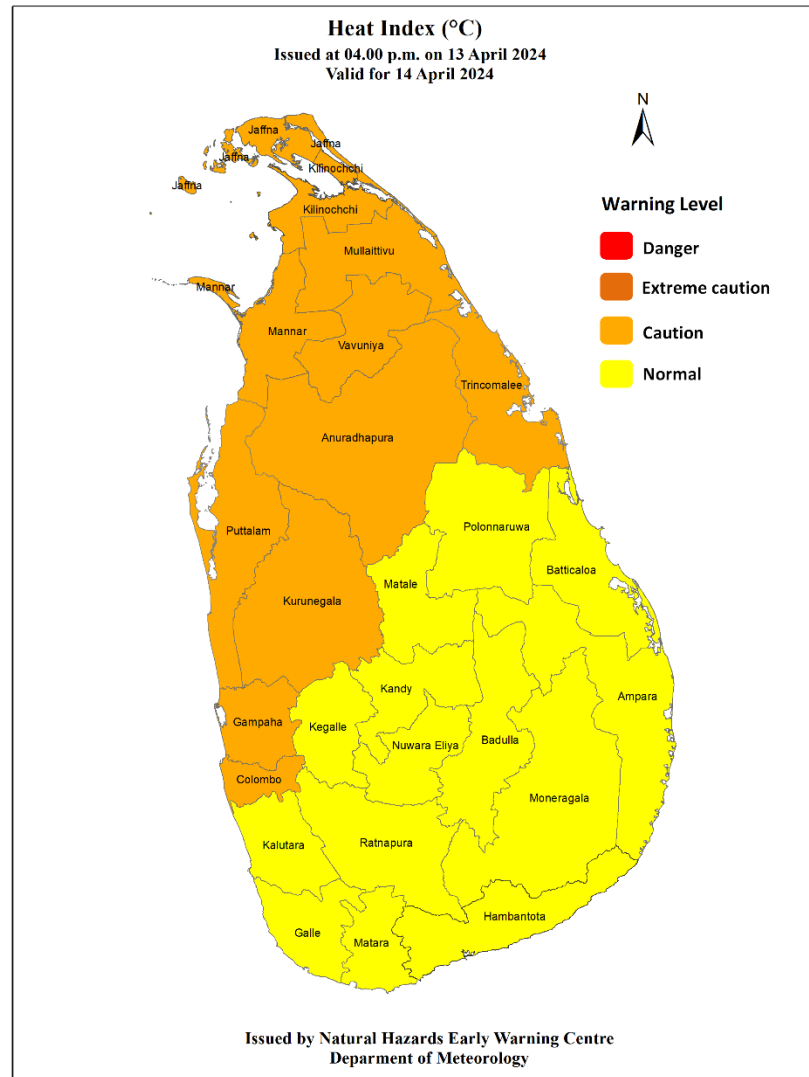 Heat Index (°C)
Issued at 04.00 p.m. on 13 April 2024
Valid for 14 April 2024
N
Warning Level
Danger
Extreme caution
Caution
Normal
Jaffna
Jaffna
Jaffna
Kilinochchi
Jaffna
Kilinochchi
Mullaittivu
Mannar
Mannar
Vavuniya
Trincomalee
Anuradhapura
Puttalam
Polonnaruwa
Batticaloa
Matale
Kurunegala
Kandy
Ampara
Gampaha
Kegalle
Nuwara Eliya
Badulla
Colombo
Moneragala
Kalutara
Ratnapura
Hambantota
Galle
Matara
Issued by Natural Hazards Early Warning Centre
Deparment of Meteorology